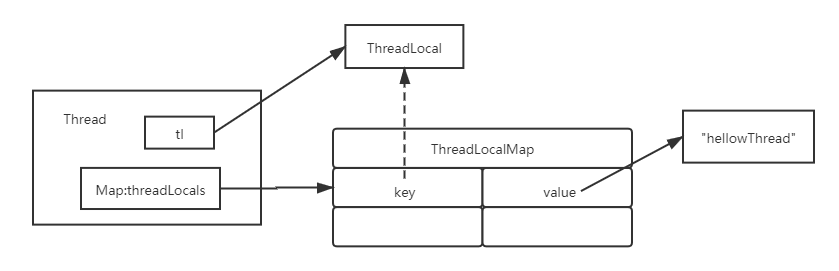 ThreadLocal
Thread
tl
Map:threadLocals
ThreadLocalMap
key
value
"hellowThread"